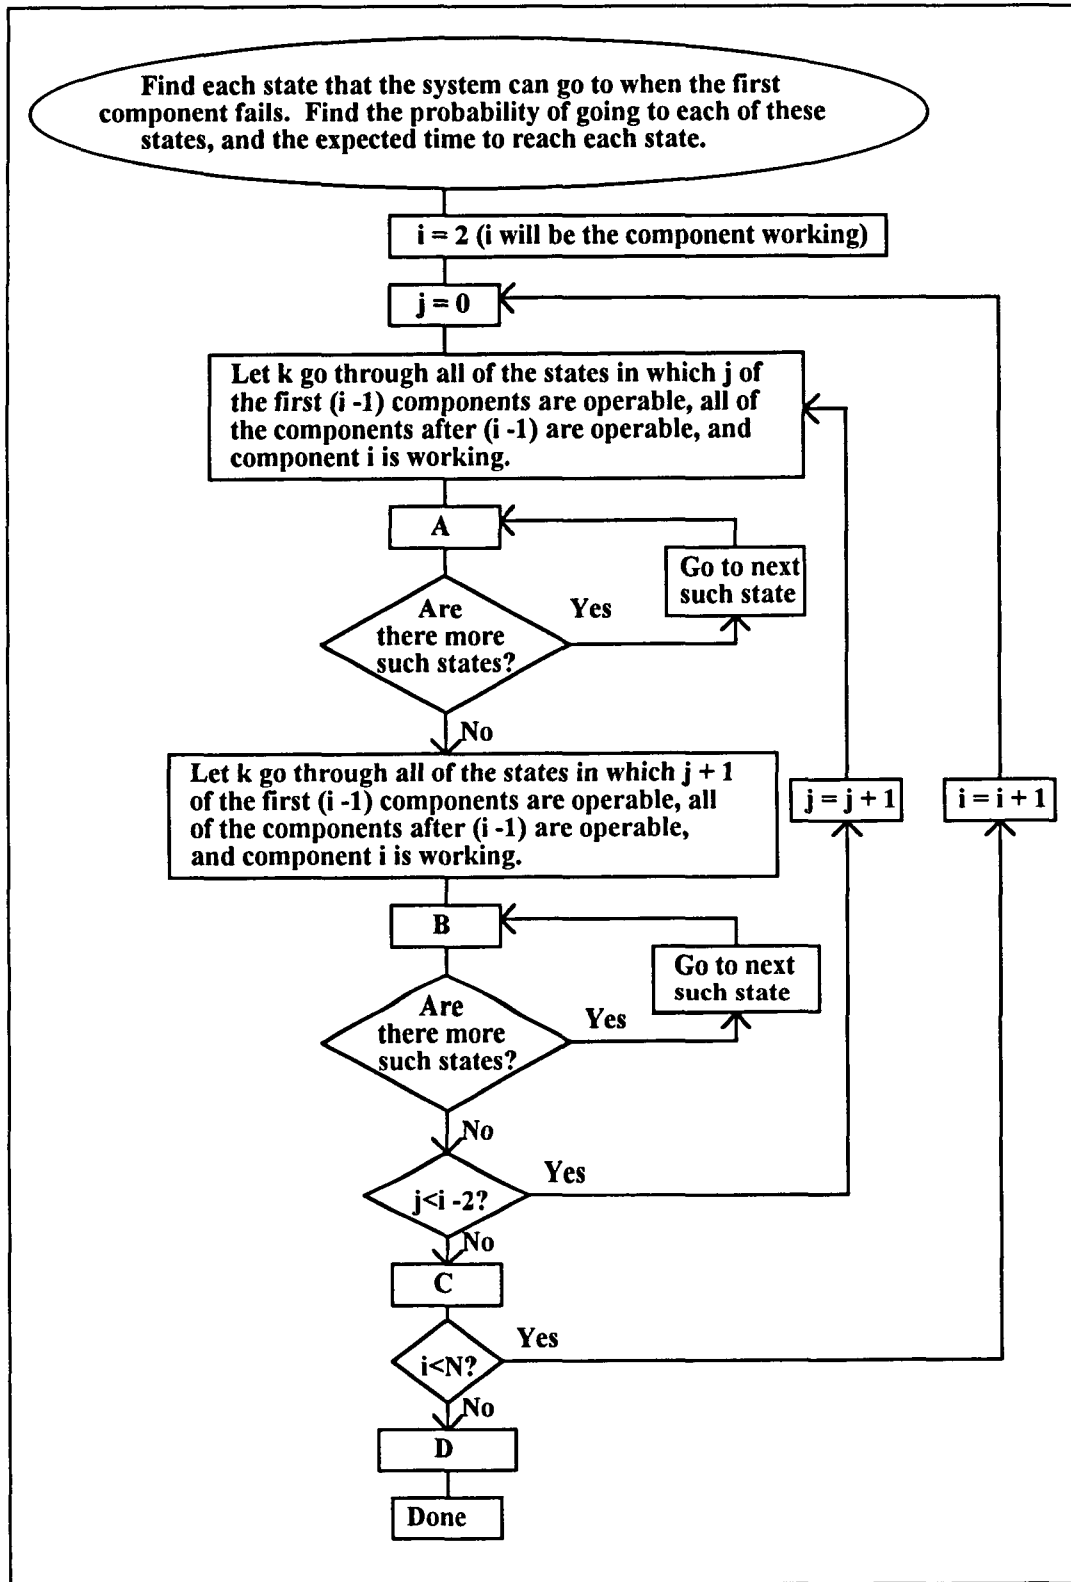 Find each state that the system can go to when the first
component fails. Find the probability of going to each of these
states, and the expected time to reach each state.
i = 2 (i will be the component working)
j = 0
Let k go through all of the states in which j of
the first (i -1) components are operable, all of
the components after (i -1) are operable, and
component i is working.
A
Go to next
such state
Are
there more
such states?
Yes
No
Let k go through all of the states in which j + 1
of the first (i -1) components are operable, all
of the components after (i -1) are operable,
and component i is working.
j = j + 1
i = i + 1
B
Go to next
such state
Are
there more
such states?
Yes
No
j<i -2?
Yes
No
C
i<N?
Yes
No
D
Done